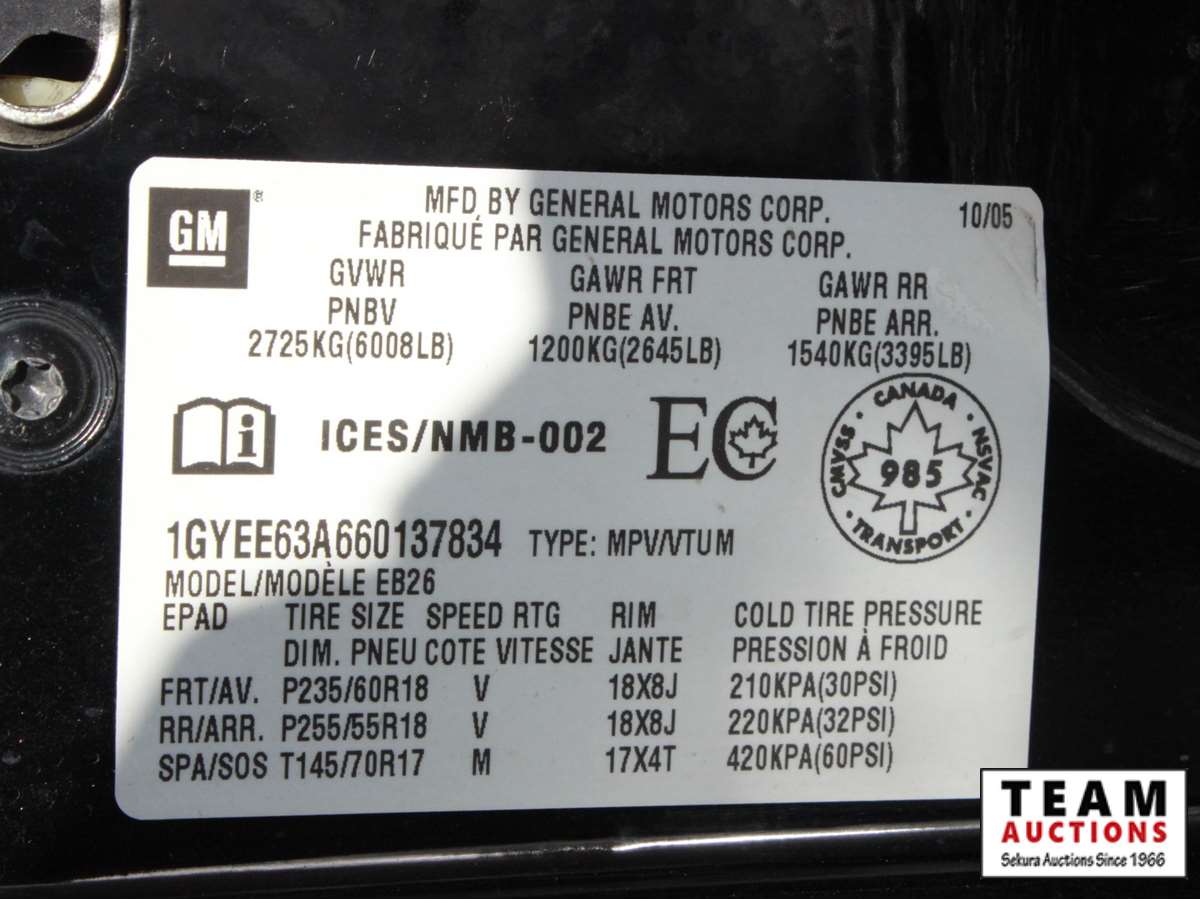 GM ®
MFD BY GENERAL MOTORS CORP.
10/05
FABRIQUÉ PAR GENERAL MOTORS CORP.
GVWR GAWR FRT GAWR RR
PNBV PNBE AV. PNBE ARR.
2725KG(6008LB) 1200KG(2645LB) 1540KG(3395LB)
i ICES/NMB-002 EC
CANADA
CMVSS · NSVAC
985
TRANSPORT
1GYEE63A660137834 TYPE: MPV/VTUM
MODEL/MODÈLE EB26
EPAD TIRE SIZE SPEED RTG RIM COLD TIRE PRESSURE
DIM. PNEU COTE VITESSE JANTE PRESSION À FROID
FRT/AV. P235/60R18 V 18X8J 210KPA(30PSI)
RR/ARR. P255/55R18 V 18X8J 220KPA(32PSI)
SPA/SOS T145/70R17 M 17X4T 420KPA(60PSI)
TEAM
AUCTIONS
Sekura Auctions Since 1966